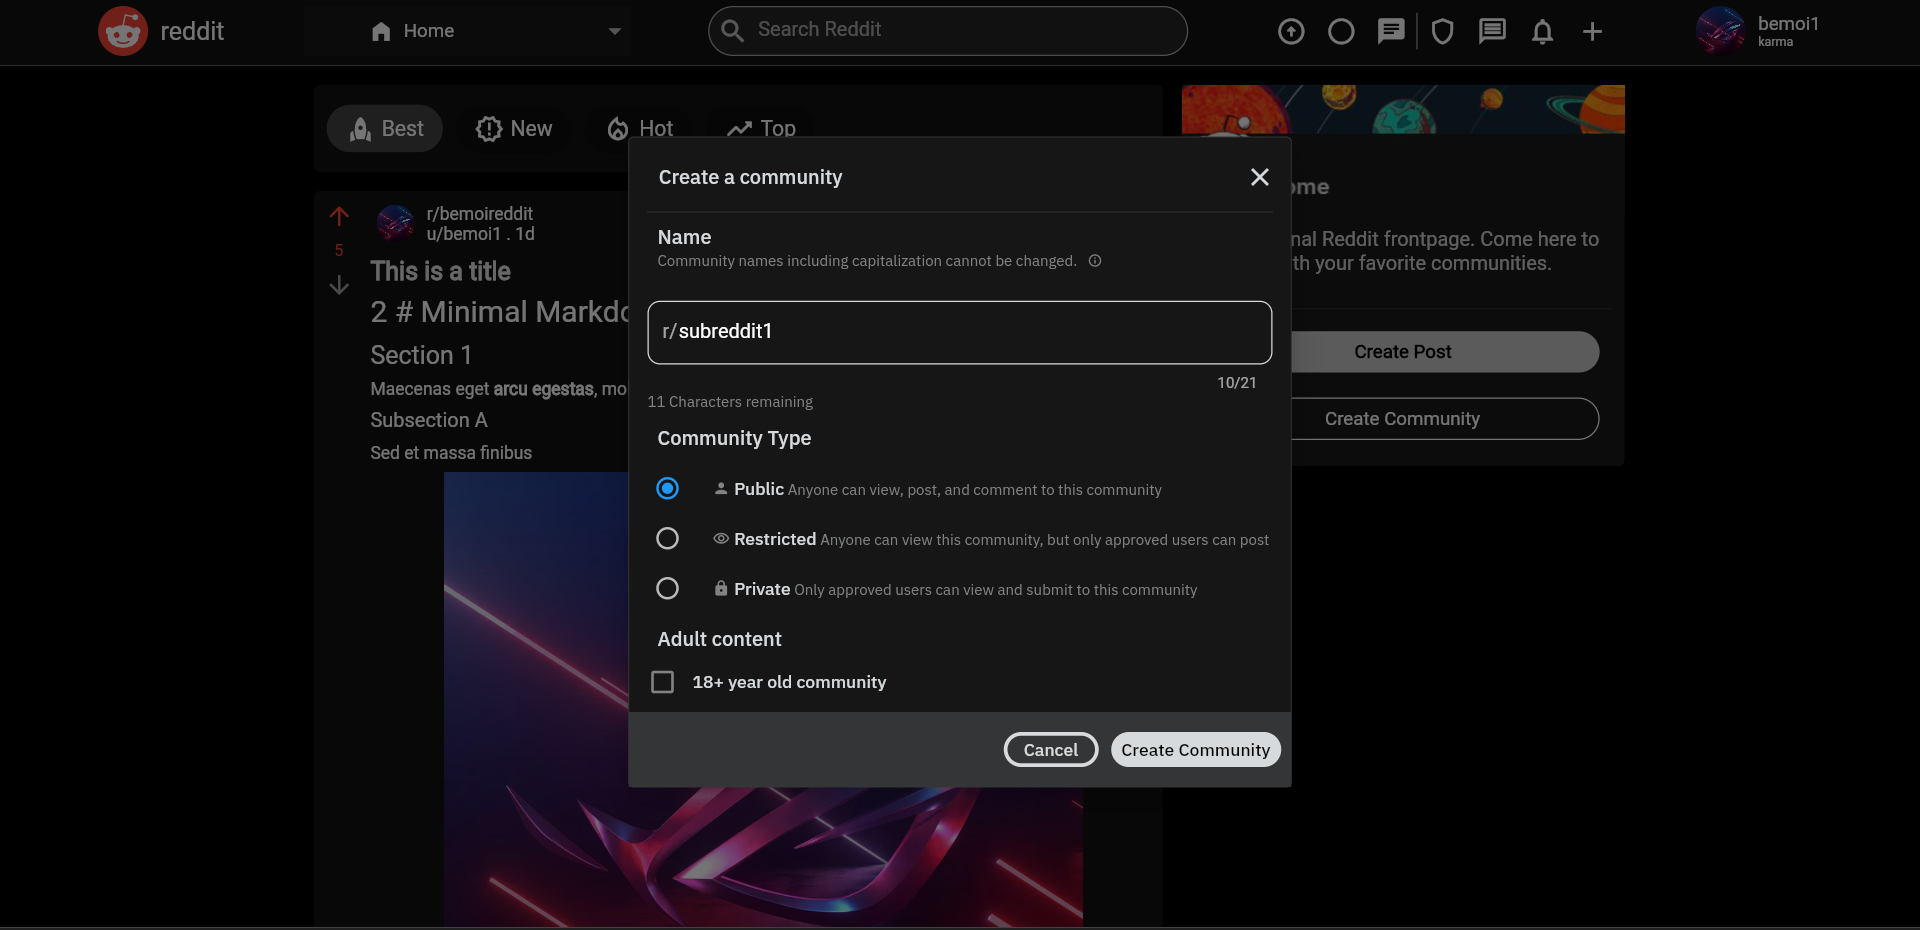 reddit
Home
Search Reddit
bemoi1
karma
Best
New
Hot
Top
r/bemoireddit
u/bemoi1 . 1d
5
This is a title
2 # Minimal Markdo
Section 1
Maecenas eget arcu egestas, mo
Subsection A
Sed et massa finibus
Create a community
Name
Community names including capitalization cannot be changed.
r/subreddit1
10/21
11 Characters remaining
Community Type
Public Anyone can view, post, and comment to this community
Restricted Anyone can view this community, but only approved users can post
Private Only approved users can view and submit to this community
Adult content
18+ year old community
Cancel
Create Community
ome
nal Reddit frontpage. Come here to
th your favorite communities.
Create Post
Create Community